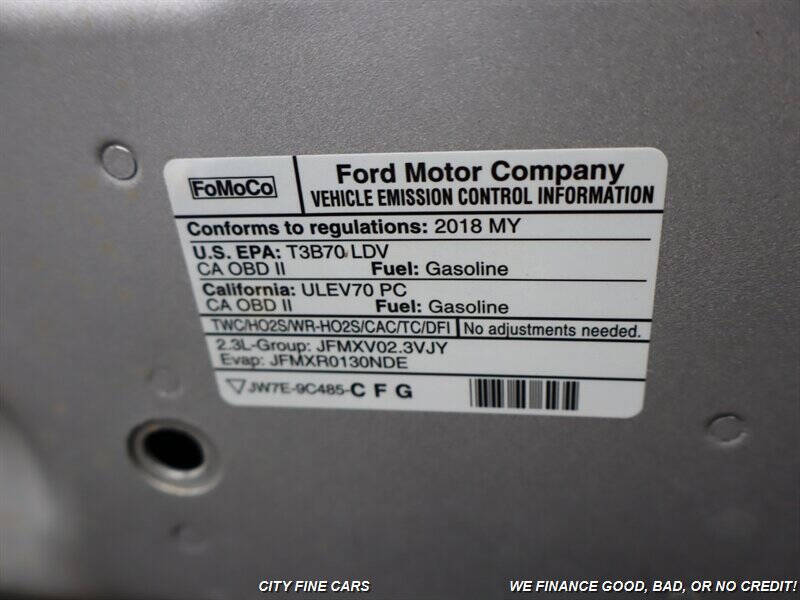 FoMoCo
Ford Motor Company
VEHICLE EMISSION CONTROL INFORMATION
Conforms to regulations: 2018 MY
U.S. EPA: T3B70 LDV
CA OBD II Fuel: Gasoline
California: ULEV70 PC
CA OBD II Fuel: Gasoline
TWC/HO2S/WR-HO2S/CAC/TC/DFI No adjustments needed.
2.3L-Group: JFMXV02.3VJY
Evap: JFMXR0130NDE
JW7E-9C485-C F G
CITY FINE CARS
WE FINANCE GOOD, BAD, OR NO CREDIT!